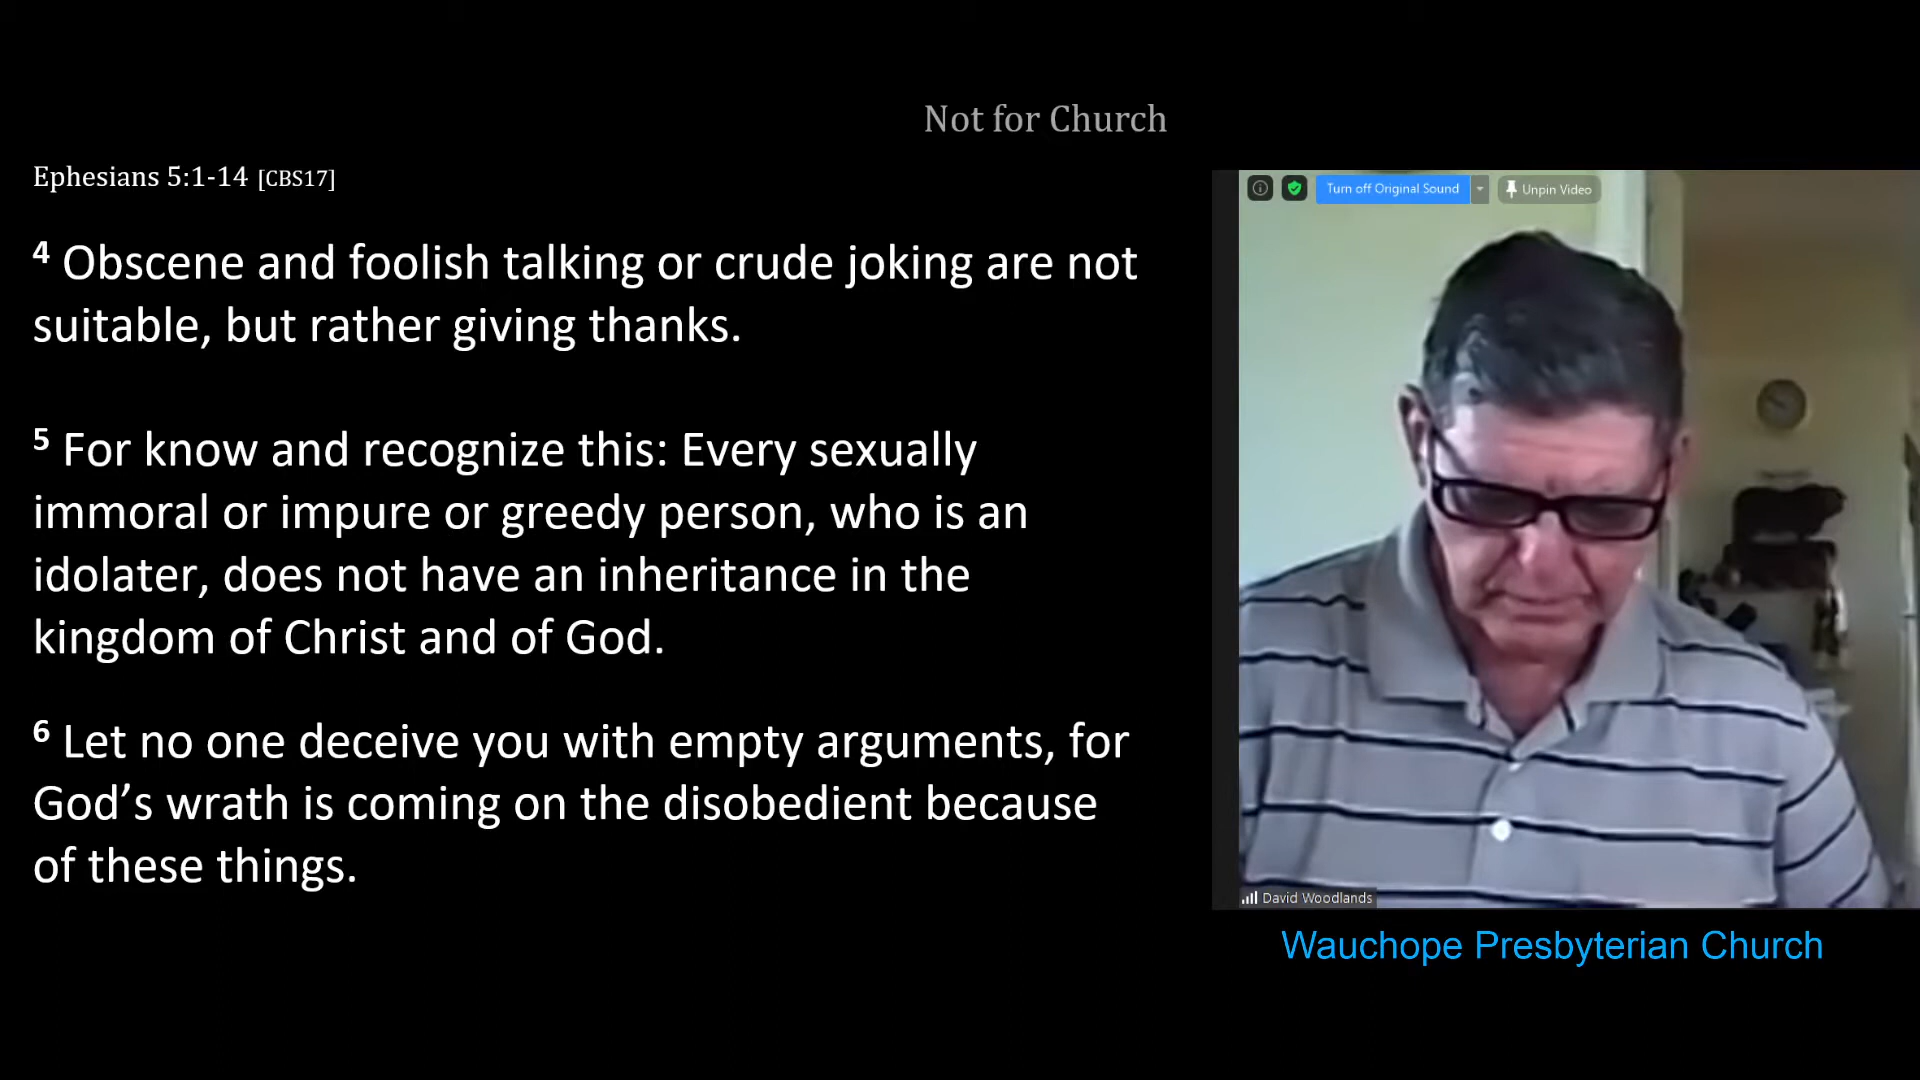 Not for Church
Ephesians 5:1-14 [CBS17]
4 Obscene and foolish talking or crude joking are not
suitable, but rather giving thanks.
5 For know and recognize this: Every sexually
immoral or impure or greedy person, who is an
idolater, does not have an inheritance in the
kingdom of Christ and of God.
6 Let no one deceive you with empty arguments, for
God’s wrath is coming on the disobedient because
of these things.
Turn off Original Sound
Unpin Video
David Woodlands
Wauchope Presbyterian Church